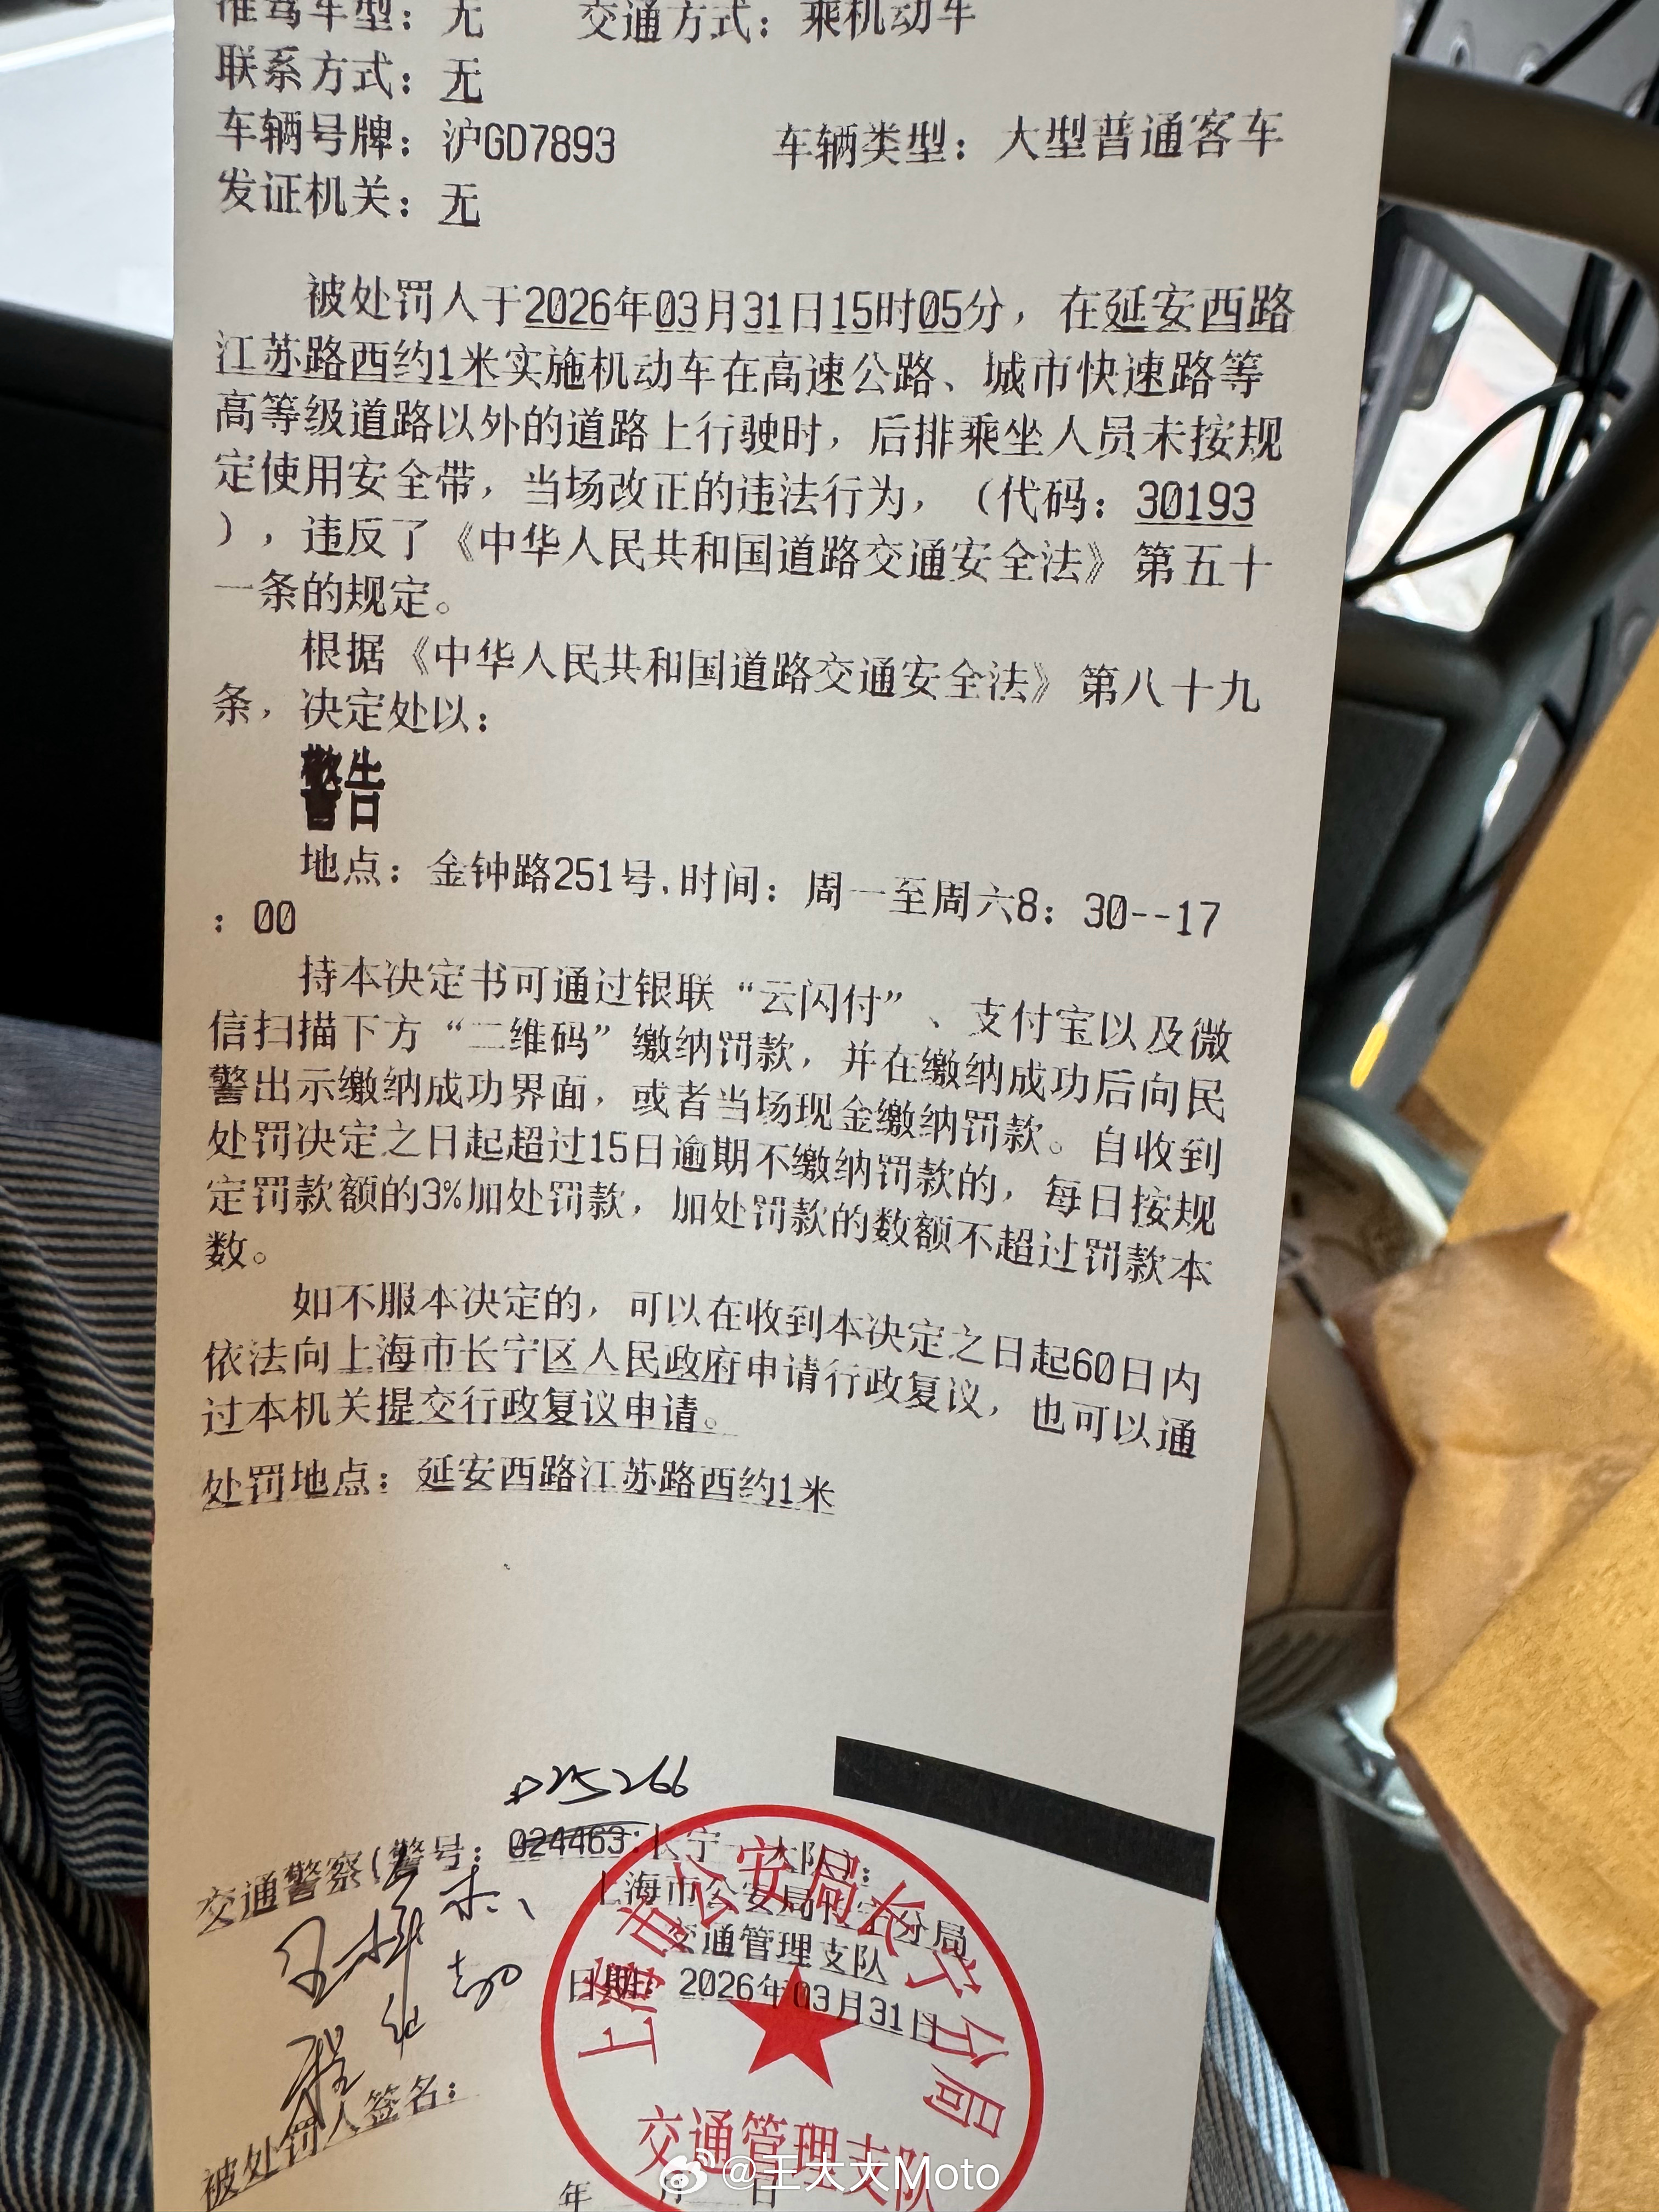 准驾车型：无 交通方式：乘机动车
联系方式：无
车辆号牌：沪GD7893 车辆类型：大型普通客车
发证机关：无
被处罚人于2026年03月31日15时05分，在延安西路
江苏路西约1米实施机动车在高速公路、城市快速路等
高等级道路以外的道路上行驶时，后排乘坐人员未按规
定使用安全带，当场改正的违法行为，（代码：30193
），违反了《中华人民共和国道路交通安全法》第五十
一条的规定。
根据《中华人民共和国道路交通安全法》第八十九
条，决定处以：
警告
地点：金钟路251号,时间：周一至周六8：30--17
：00
持本决定书可通过银联“云闪付”、支付宝以及微
信扫描下方“二维码”缴纳罚款，并在缴纳成功后向民
警出示缴纳成功界面，或者当场现金缴纳罚款。自收到
处罚决定之日起超过15日逾期不缴纳罚款的，每日按规
定罚款额的3%加处罚款，加处罚款的数额不超过罚款本
数。
如不服本决定的，可以在收到本决定之日起60日内
依法向上海市长宁区人民政府申请行政复议，也可以通
过本机关提交行政复议申请。
处罚地点：延安西路江苏路西约1米
025266
交通警察(警号：024463:长宁一大队)：
上海市公安局长宁分局
交通管理支队
日期：2026年03月31日
被处罚人签名：
年 月 日
上海市公安局长宁分局
交通管理支队
@王大大Moto